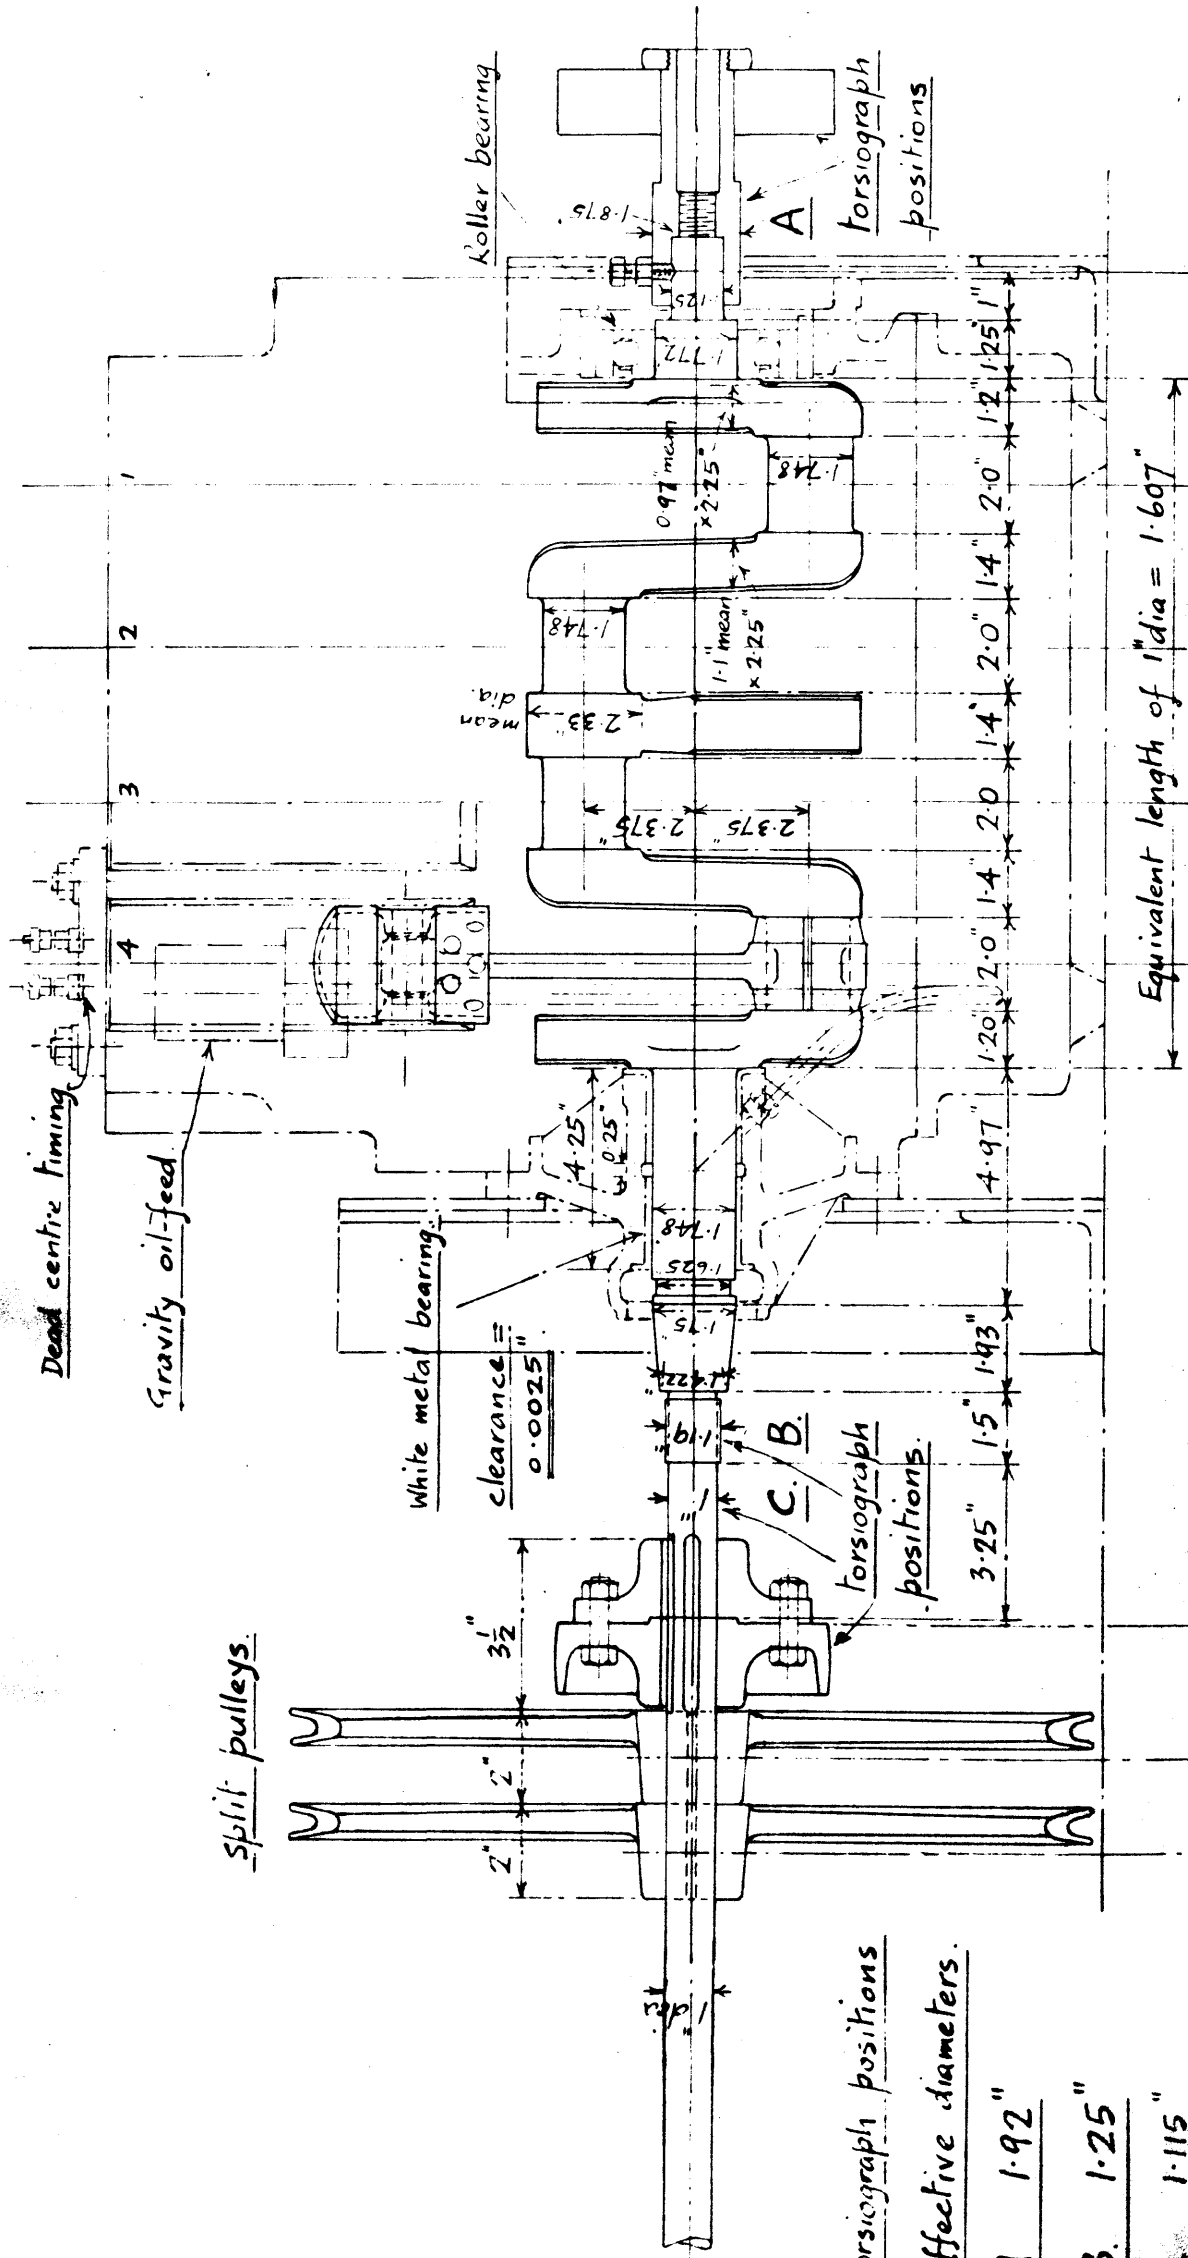 Dead centre timing
Gravity oil-feed
1
2
3
4
Roller bearing
1.875"
A
torsiograph
positions
1.125
1.772
0.97" mean
× 2.25"
1.748
1.748
1.1" mean
× 2.25"
mean
dia.
2.33"
2.375"
2.375"
4.25"
0.25"
White metal bearing
clearance =
0.0025"
1.748
1.625
1.75
1.422"
1.19"
1"
B.
C.
torsiograph
positions.
3.25"
1.5"
1.93"
4.97"
1.20"
2.0"
1.4"
2.0
1.4"
2.0"
1.4"
2.0"
1.2"
1.25"
1"
Equivalent length of 1" dia = 1.607"
Split pulleys.
2"
2"
3½"
1" dia.
orsiograph positions
ffective diameters.
1.92"
B. 1.25"
1.115"